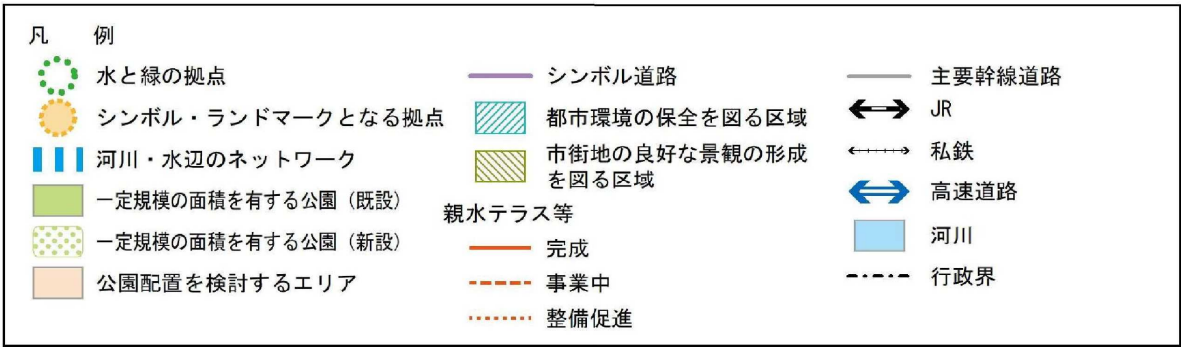 凡　例
水と緑の拠点
シンボル・ランドマークとなる拠点
河川・水辺のネットワーク
一定規模の面積を有する公園（既設）
一定規模の面積を有する公園（新設）
公園配置を検討するエリア
シンボル道路
都市環境の保全を図る区域
市街地の良好な景観の形成
を図る区域
親水テラス等
完成
事業中
整備促進
主要幹線道路
JR
私鉄
高速道路
河川
行政界